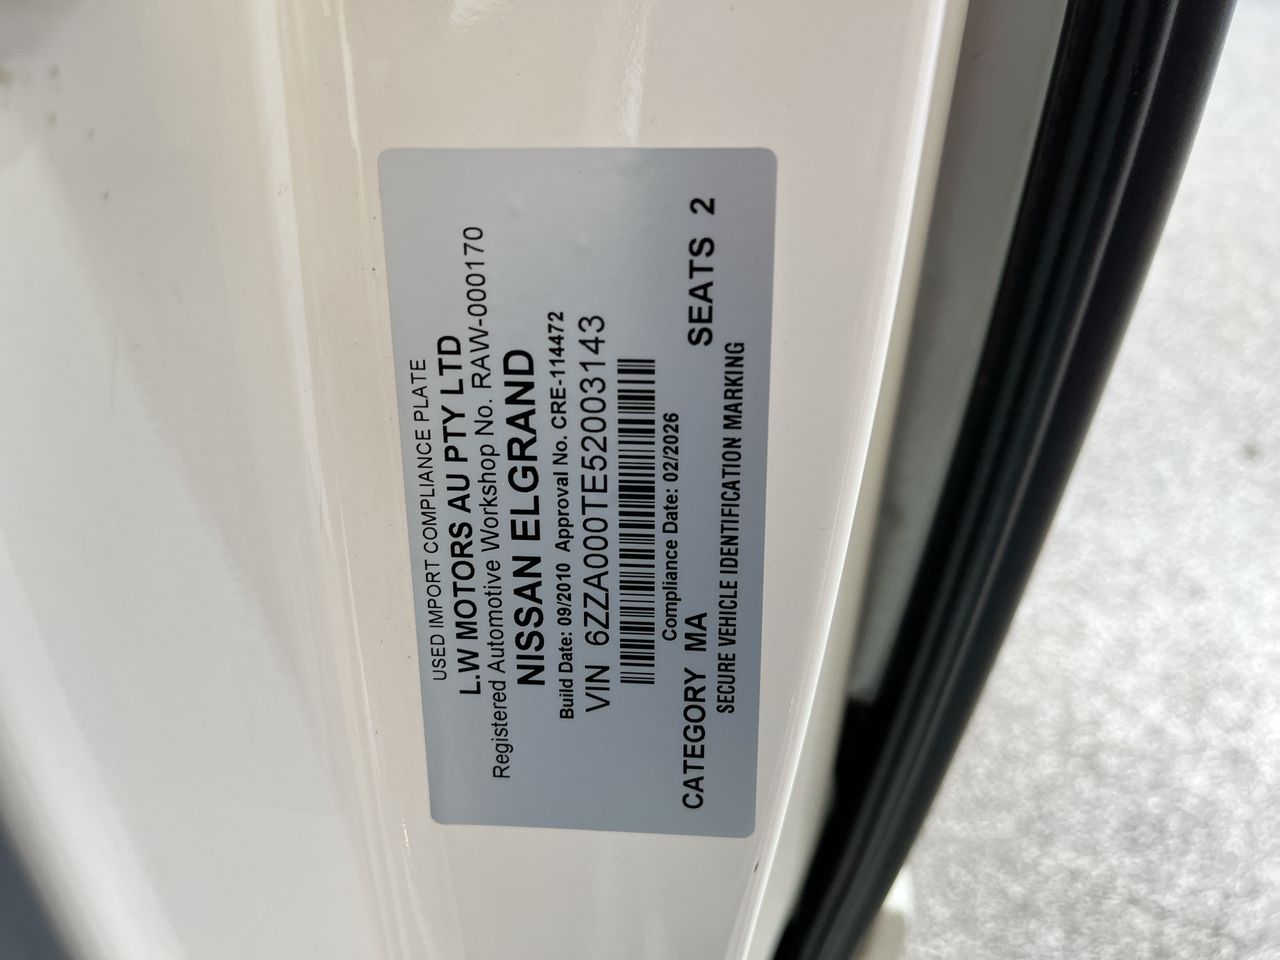 USED IMPORT COMPLIANCE PLATE
L.W MOTORS AU PTY LTD
Registered Automotive Workshop No. RAW-000170
NISSAN ELGRAND
Build Date: 09/2010 Approval No. CRE-114472
VIN 6ZZA000TE52003143
Compliance Date: 02/2026
CATEGORY MA SEATS 2
SECURE VEHICLE IDENTIFICATION MARKING